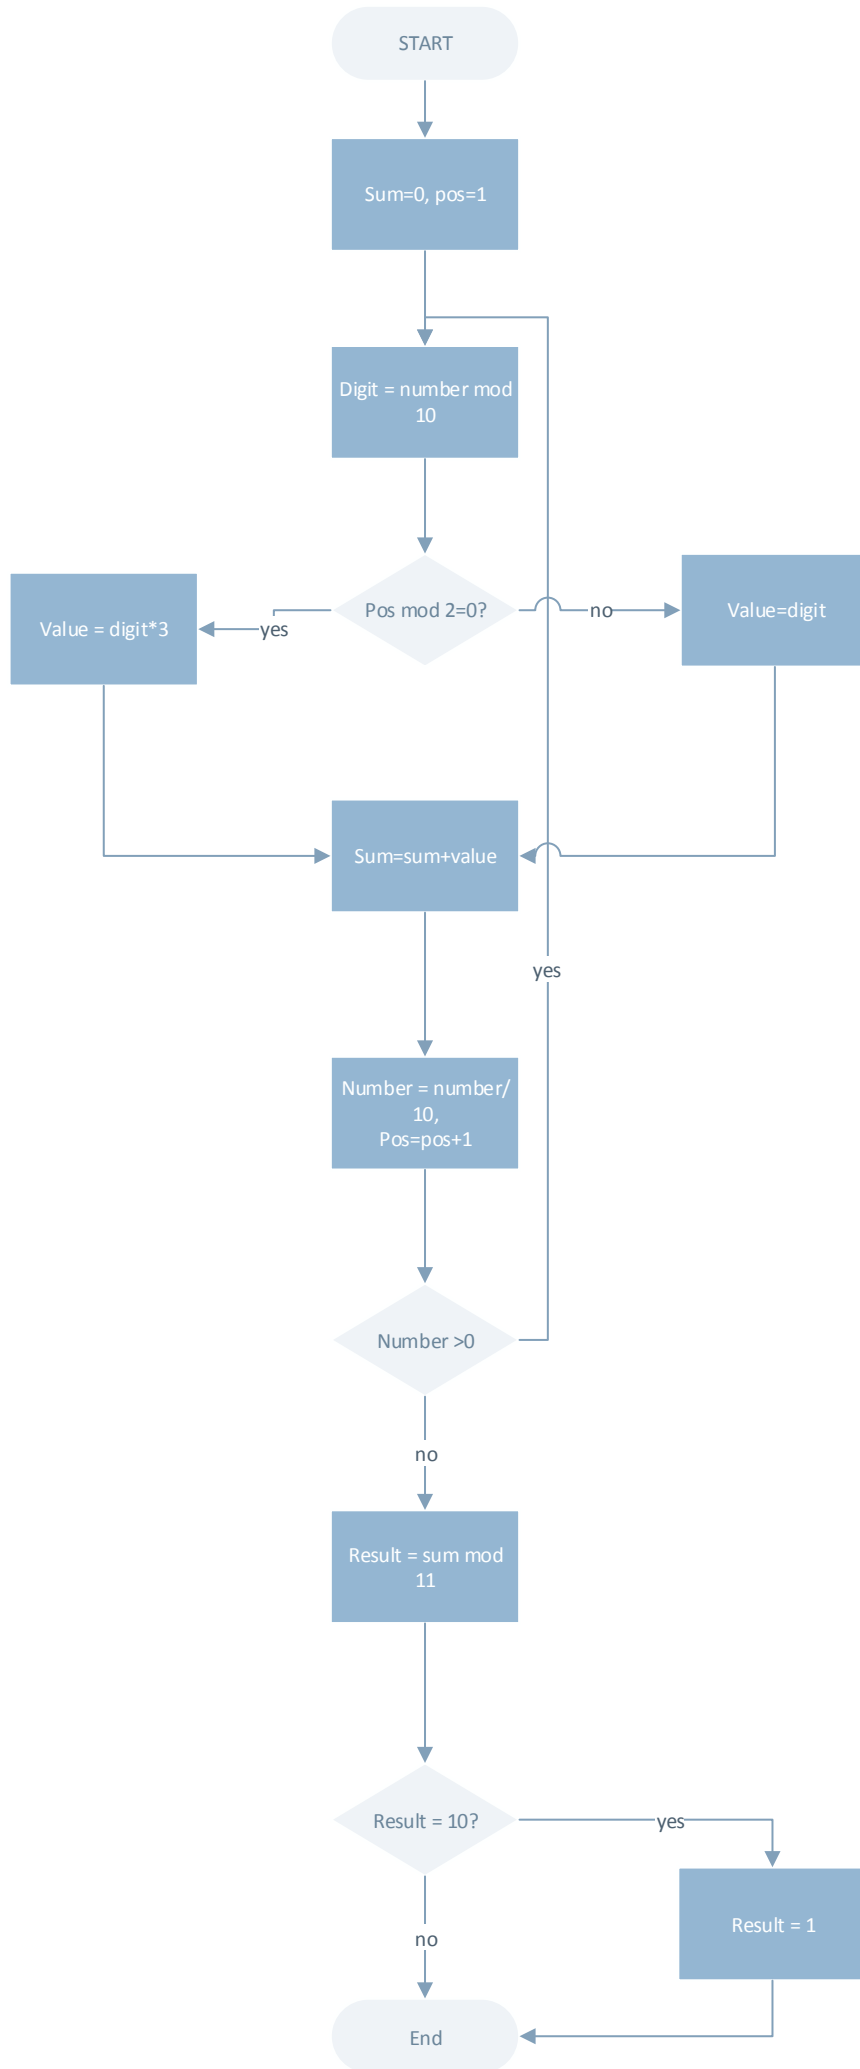 START
Sum=0, pos=1
Digit = number mod
10
Pos mod 2=0?
yes
Value = digit*3
no
Value=digit
Sum=sum+value
yes
Number = number/
10,
Pos=pos+1
Number >0
no
Result = sum mod
11
Result = 10?
yes
Result = 1
no
End